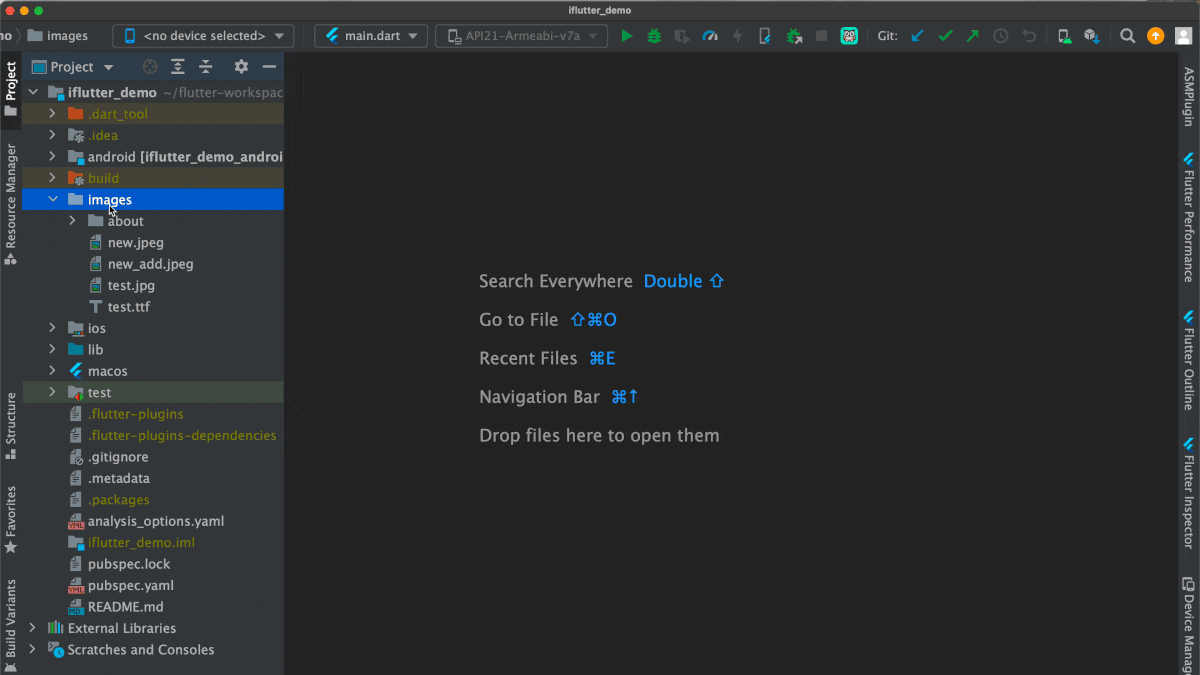 iflutter_demo
no
images
<no device selected>
main.dart
API21-Armeabi-v7a
Git:
Project
Project
iflutter_demo ~/flutter-workspac
.dart_tool
.idea
android [iflutter_demo_androi
build
images
about
new.jpeg
new_add.jpeg
test.jpg
test.ttf
ios
lib
macos
test
.flutter-plugins
.flutter-plugins-dependencies
.gitignore
.metadata
.packages
YML analysis_options.yaml
iflutter_demo.iml
pubspec.lock
YML pubspec.yaml
MD README.md
External Libraries
Scratches and Consoles
Resource Manager
Structure
Favorites
Build Variants
Search Everywhere Double ⇧
Go to File ⇧⌘O
Recent Files ⌘E
Navigation Bar ⌘↑
Drop files here to open them
ASMPlugin
Flutter Performance
Flutter Outline
Flutter Inspector
Device Manag